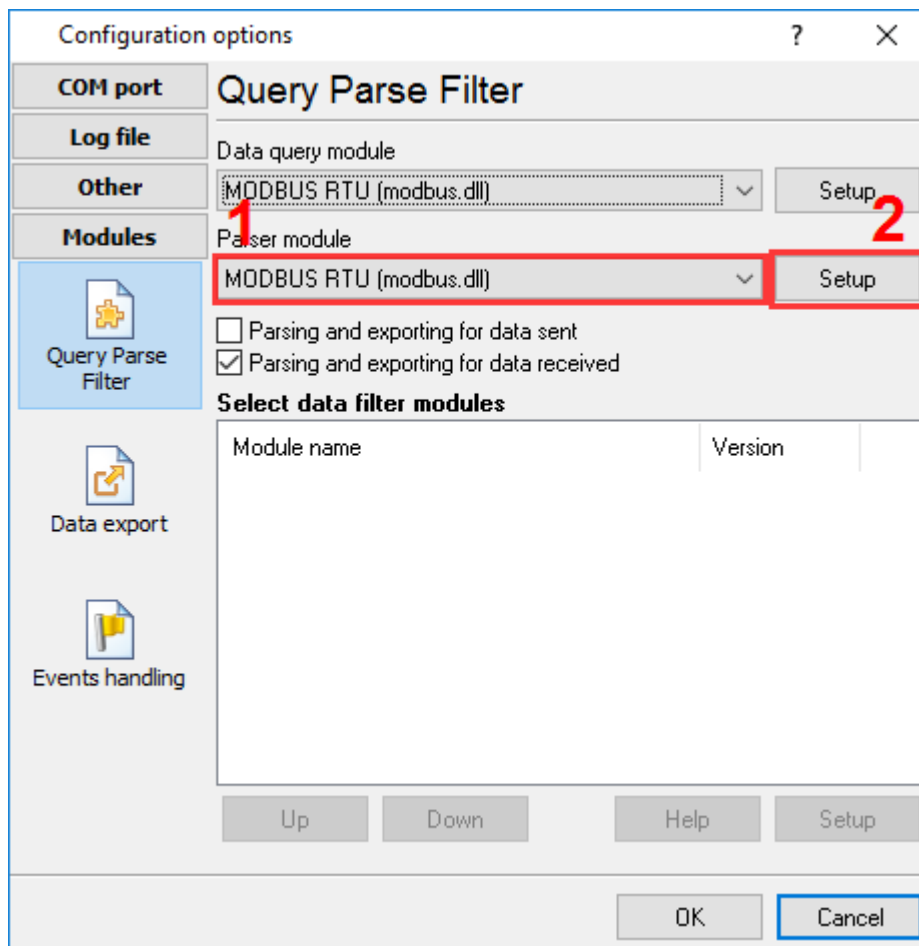 Configuration options
?
COM port
Log file
Other
Modules
Query Parse
Filter
Data export
Events handling
Query Parse Filter
Data query module
MODBUS RTU (modbus.dll)
Setup
1
2
Parser module
MODBUS RTU (modbus.dll)
Setup
Parsing and exporting for data sent
Parsing and exporting for data received
Select data filter modules
Module name Version
Up Down Help Setup
OK Cancel